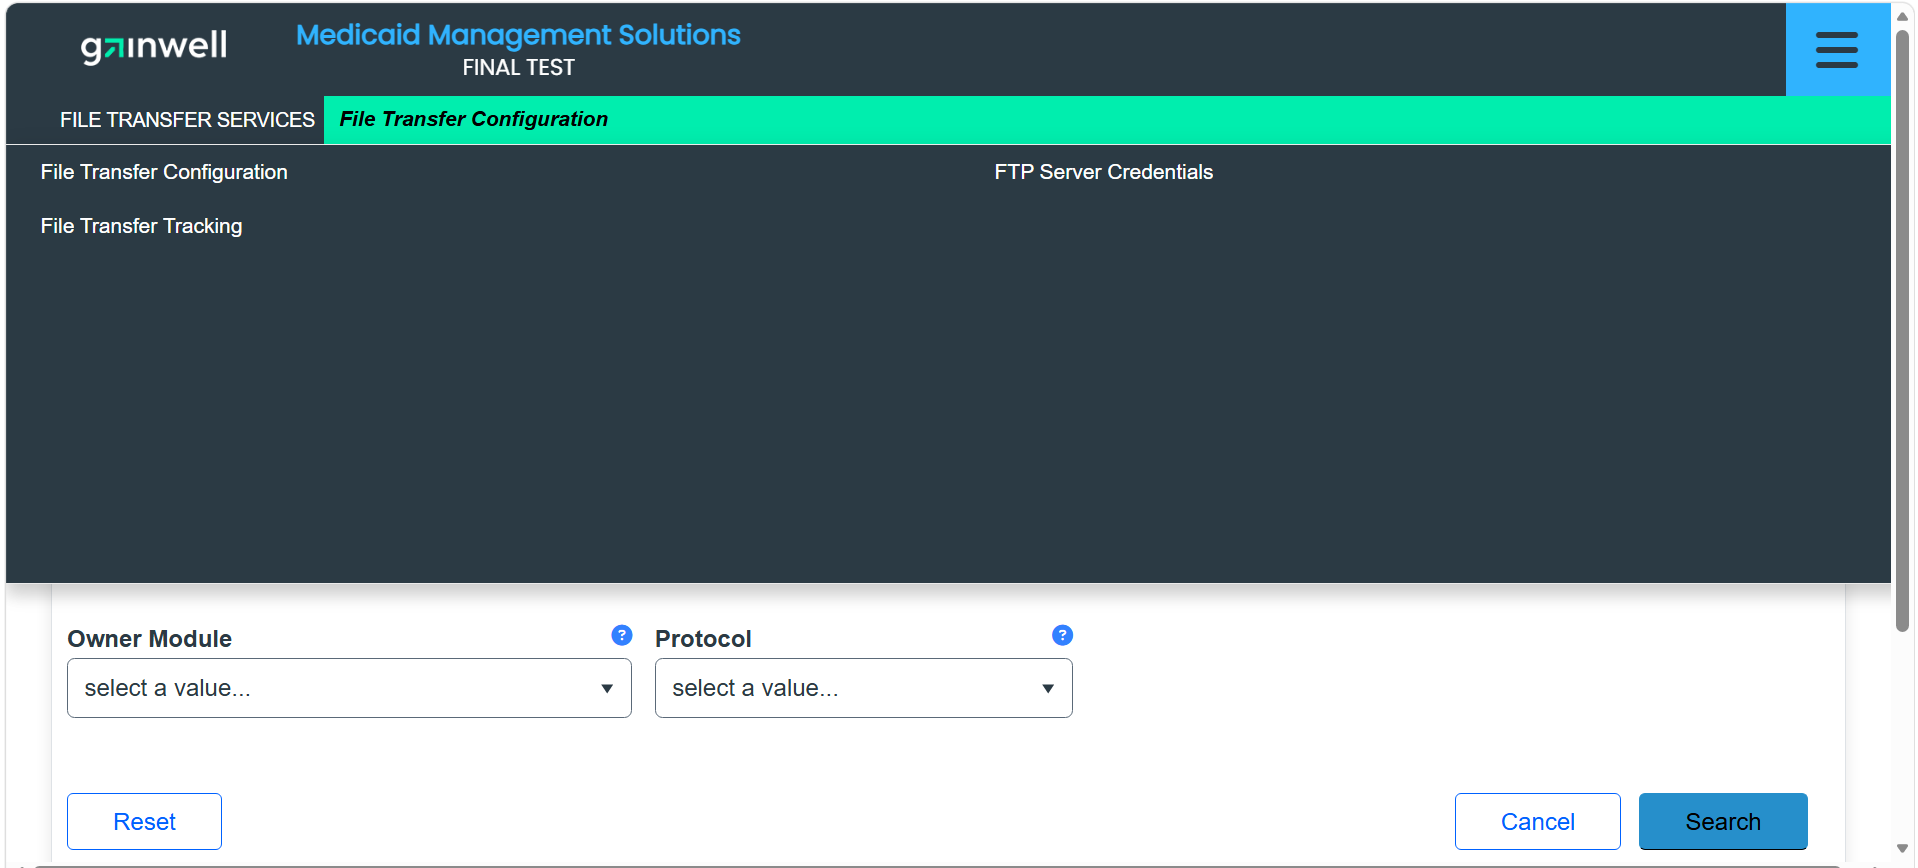 gainwell
Medicaid Management Solutions
FINAL TEST
FILE TRANSFER SERVICES
File Transfer Configuration
File Transfer Configuration
FTP Server Credentials
File Transfer Tracking
Owner Module ?
Protocol ?
select a value...
select a value...
Reset
Cancel
Search